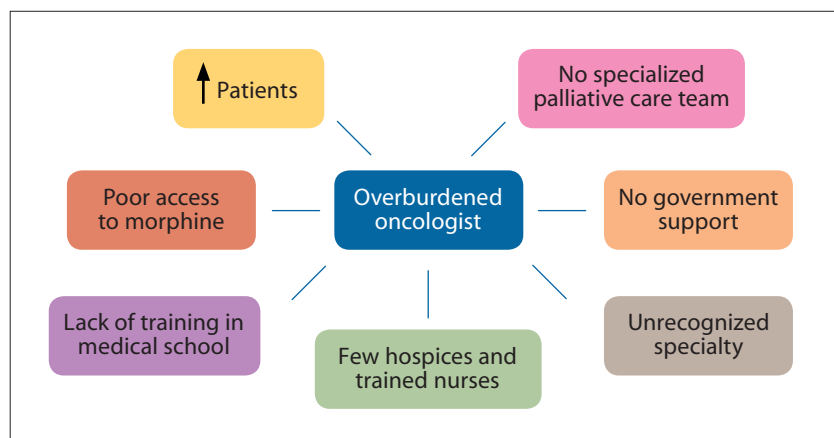 Patients
No specialized
palliative care team
Poor access
to morphine
Overburdened
oncologist
No government
support
Lack of training in
medical school
Few hospices and
trained nurses
Unrecognized
specialty